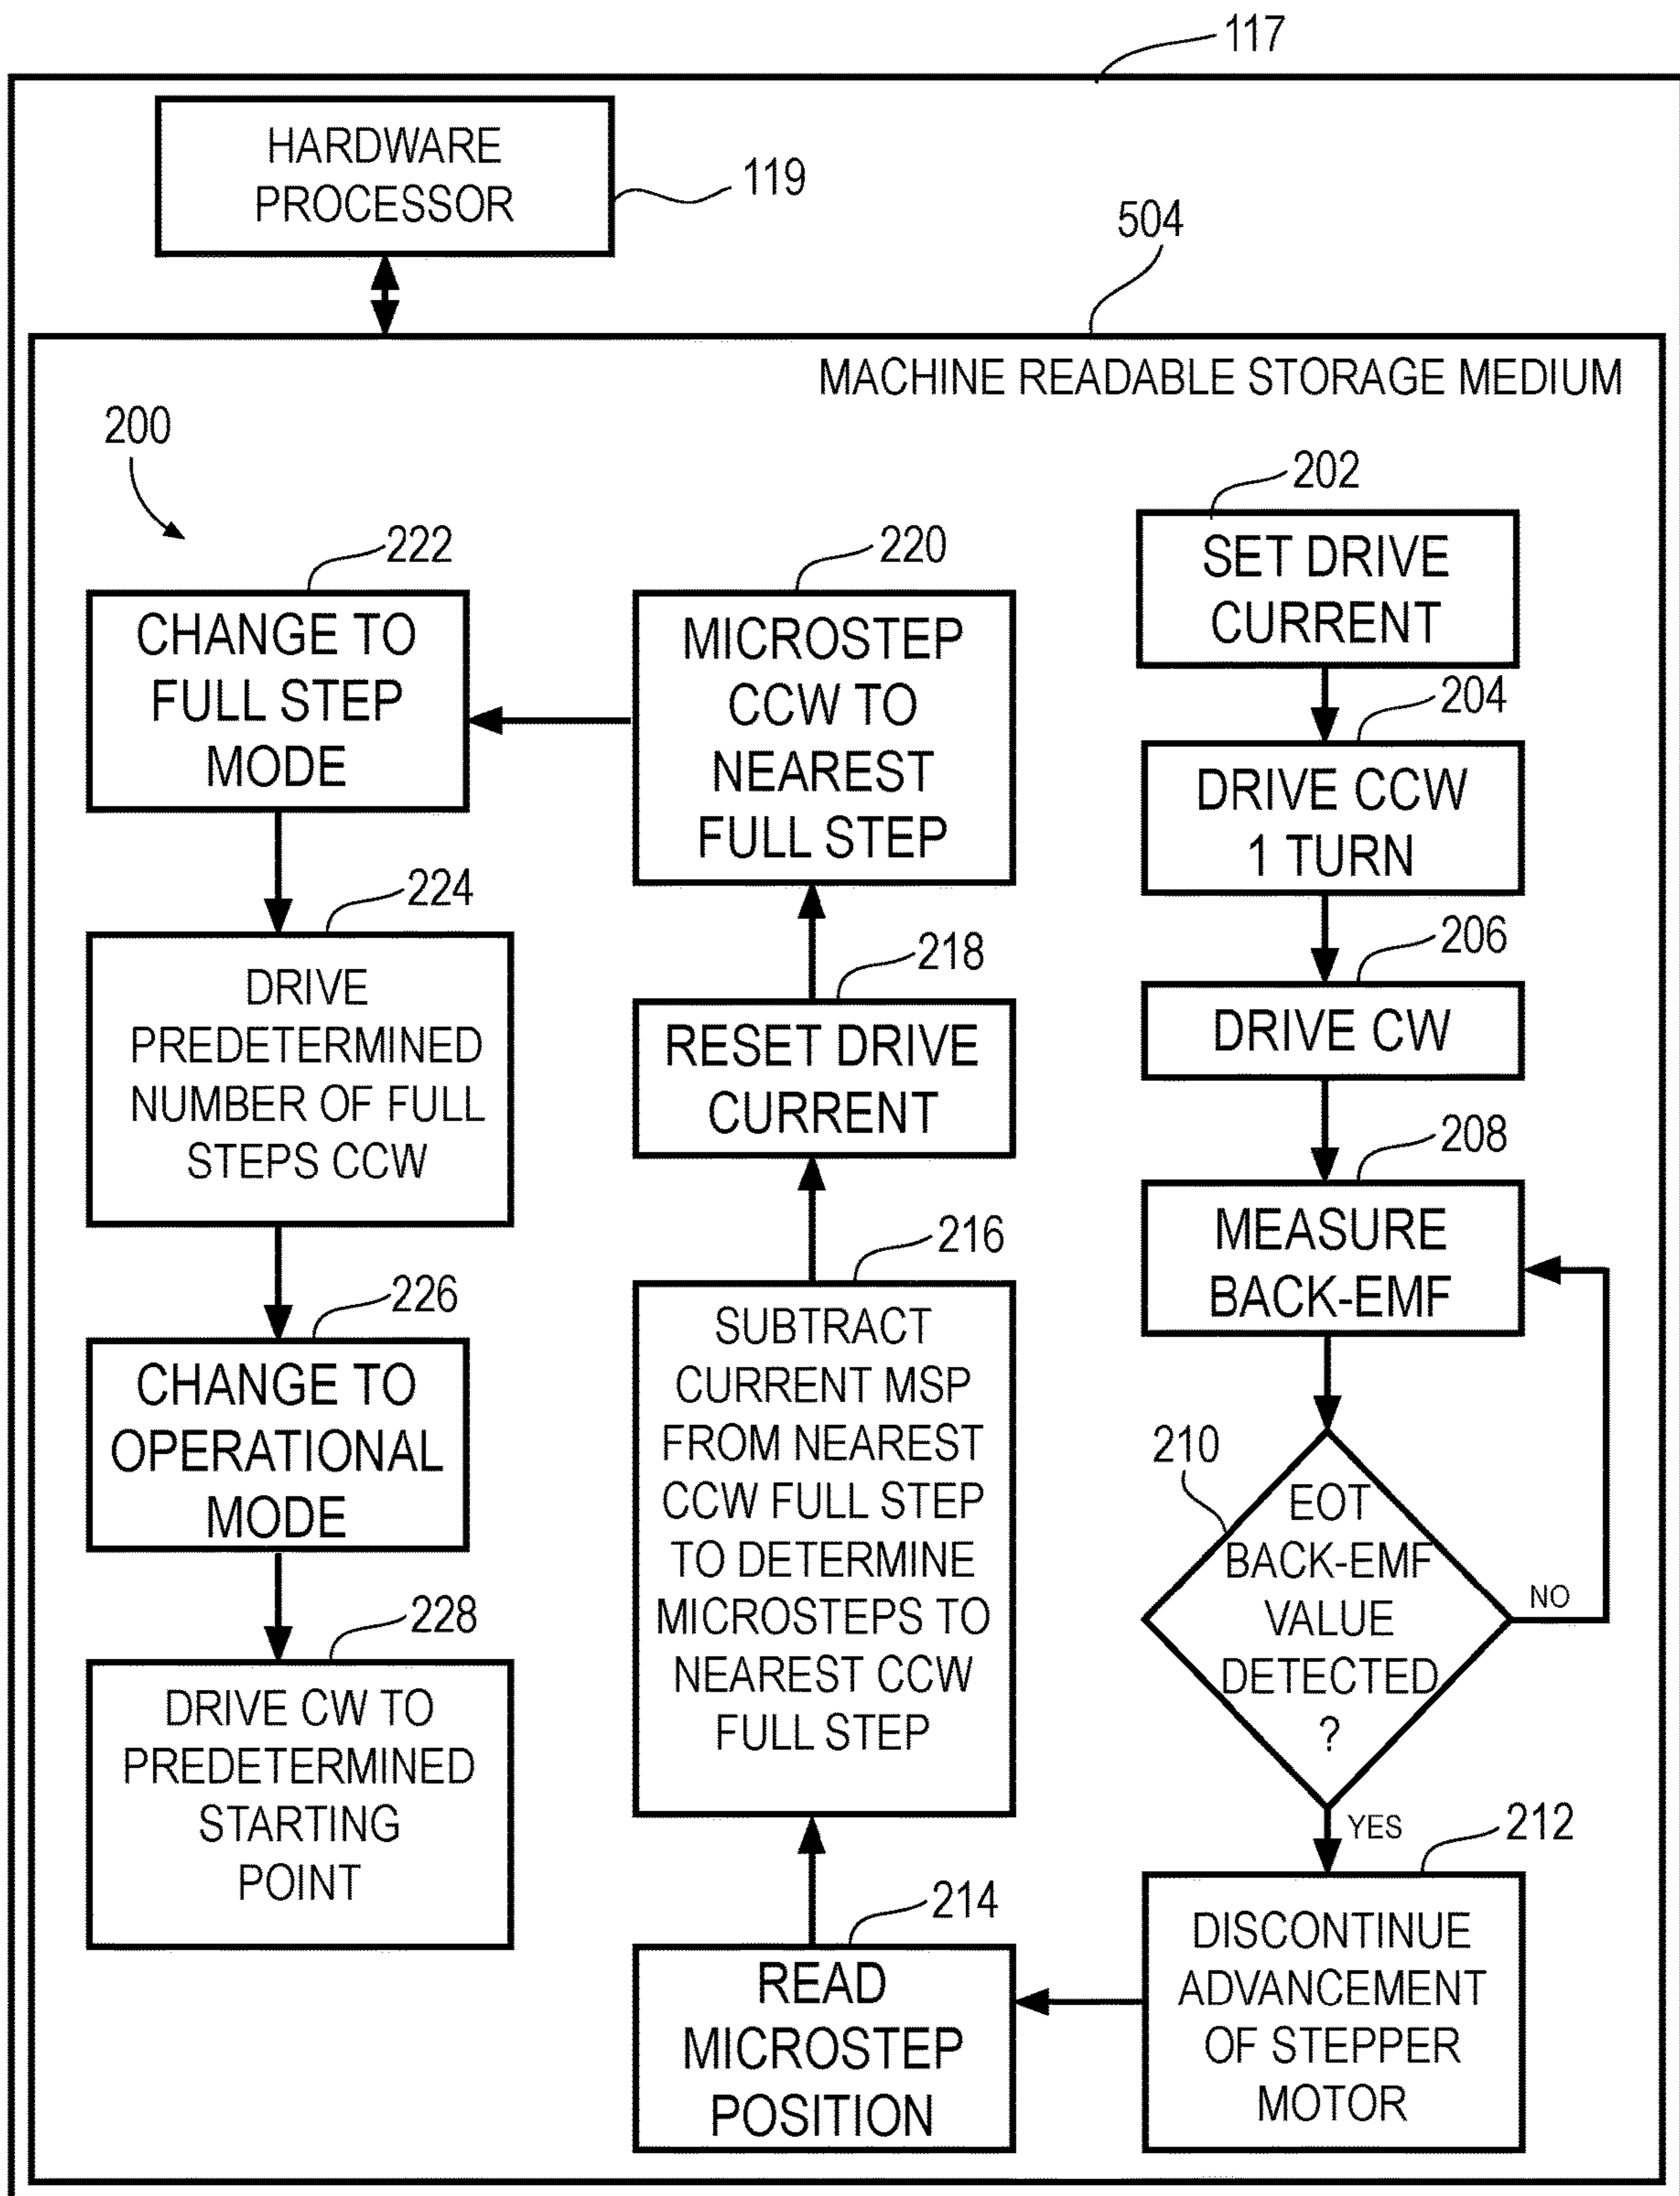 117
HARDWARE
PROCESSOR
119
504
MACHINE READABLE STORAGE MEDIUM
200
202
SET DRIVE
CURRENT
204
DRIVE CCW
1 TURN
206
DRIVE CW
208
MEASURE
BACK-EMF
210
EOT
BACK-EMF
VALUE
DETECTED
?
NO
YES
212
DISCONTINUE
ADVANCEMENT
OF STEPPER
MOTOR
214
READ
MICROSTEP
POSITION
216
SUBTRACT
CURRENT MSP
FROM NEAREST
CCW FULL STEP
TO DETERMINE
MICROSTEPS TO
NEAREST CCW
FULL STEP
218
RESET DRIVE
CURRENT
220
MICROSTEP
CCW TO
NEAREST
FULL STEP
222
CHANGE TO
FULL STEP
MODE
224
DRIVE
PREDETERMINED
NUMBER OF FULL
STEPS CCW
226
CHANGE TO
OPERATIONAL
MODE
228
DRIVE CW TO
PREDETERMINED
STARTING
POINT